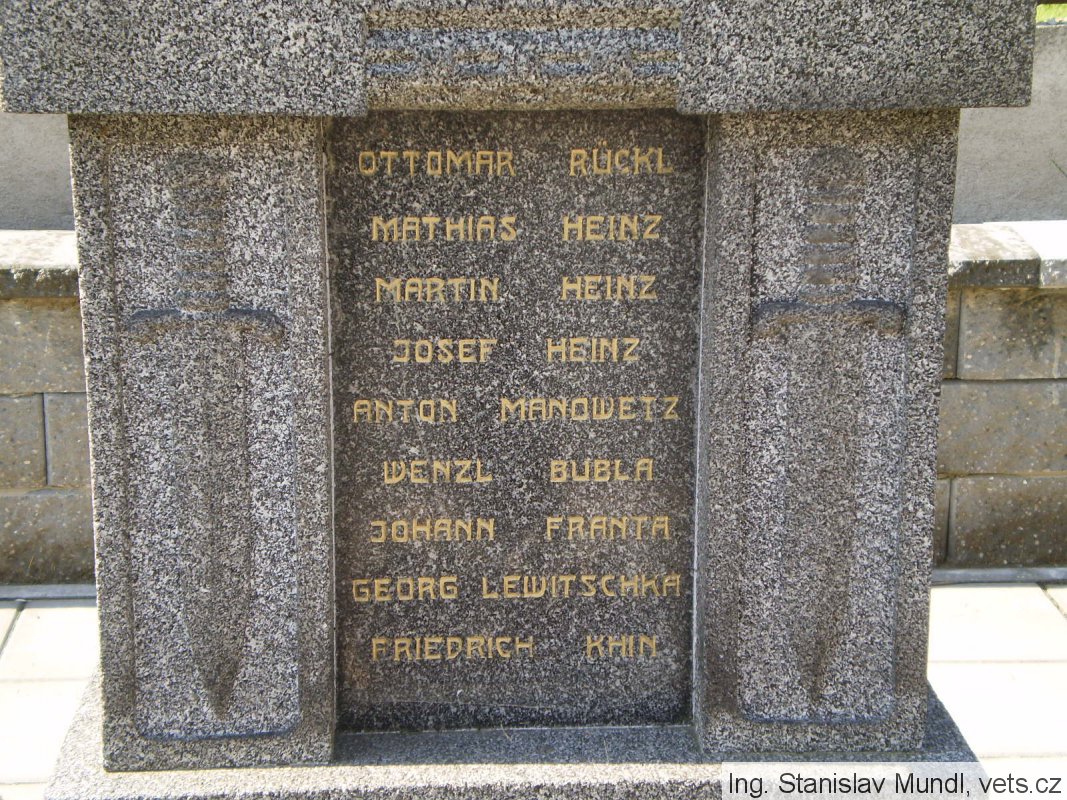 OTTOMAR RÜCKL
MATHIAS HEINZ
MARTIN HEINZ
JOSEF HEINZ
ANTON MANOWETZ
WENZL BUBLA
JOHANN FRANTA
GEORG LEWITSCHKA
FRIEDRICH KHIN
Ing. Stanislav Mundl, vets.cz